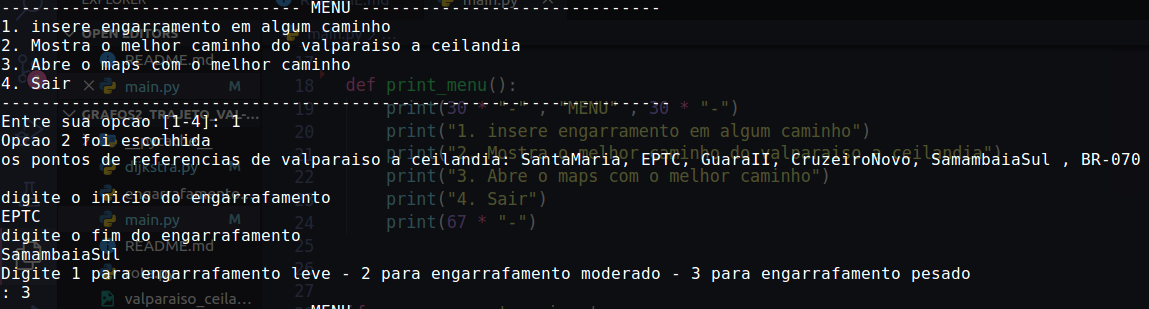 ------------------------------ MENU ------------------------------
1. insere engarramento em algum caminho
2. Mostra o melhor caminho do valparaiso a ceilandia
3. Abre o maps com o melhor caminho
4. Sair
-------------------------------------------------------------------
Entre sua opcao [1-4]: 1
Opcao 2 foi escolhida
os pontos de referencias de valparaiso a ceilandia: SantaMaria, EPTC, GuaraII, CruzeiroNovo, SamambaiaSul , BR-070
digite o inicio do engarrafamento
EPTC
digite o fim do engarrafamento
SamambaiaSul
Digite 1 para engarrafamento leve - 2 para engarrafamento moderado - 3 para engarrafamento pesado
: 3
MENU
OPEN EDITORS
README.md
main.py M
GRAFOS2_TRAJETO_VAL-...
dijkstra.py
engarrafamento...
main.py M
README.md
valparaiso_ceila...
main.py
18 def print_menu():
19 print(30 * "-" , "MENU" , 30 * "-")
20 print("1. insere engarramento em algum caminho")
print("2. Mostra o melhor caminho do valparaiso a ceilandia")
22 print("3. Abre o maps com o melhor caminho")
23 print("4. Sair")
24 print(67 * "-")
25
26
27